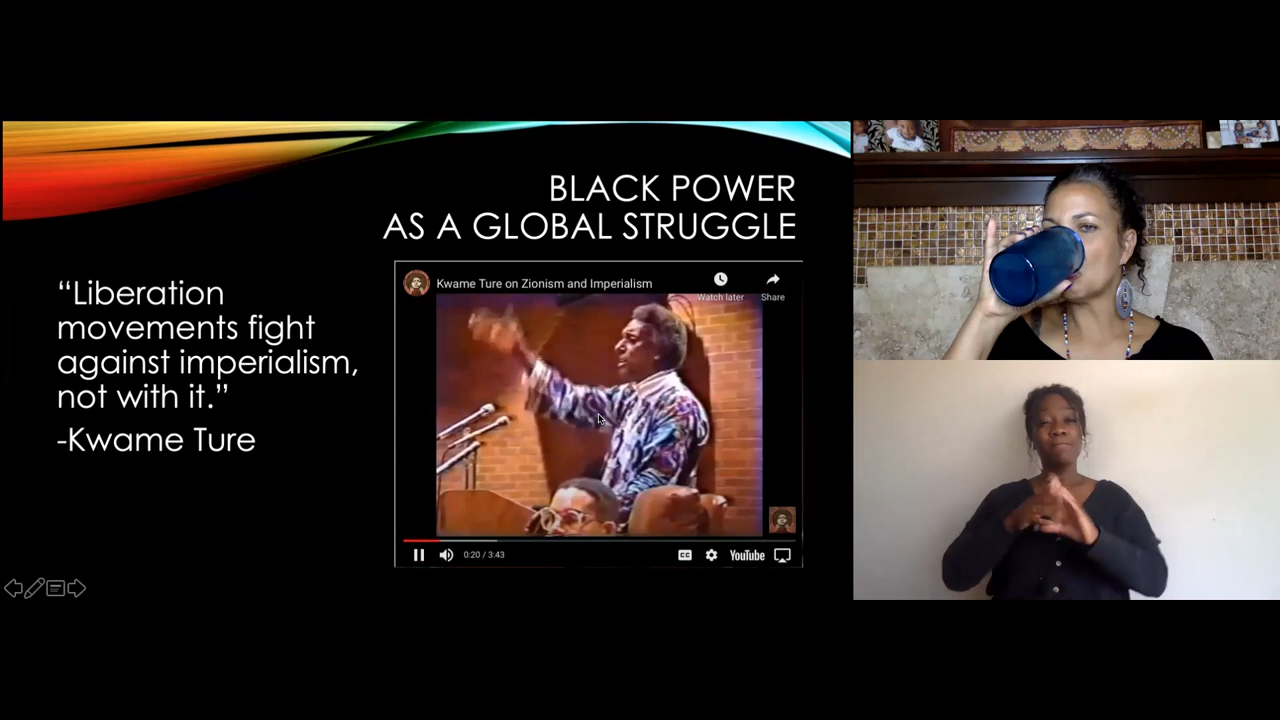 BLACK POWER
AS A GLOBAL STRUGGLE
“Liberation
movements fight
against imperialism,
not with it.”
-Kwame Ture
Kwame Ture on Zionism and Imperialism
Watch later
Share
0:20 / 3:43
CC
YouTube